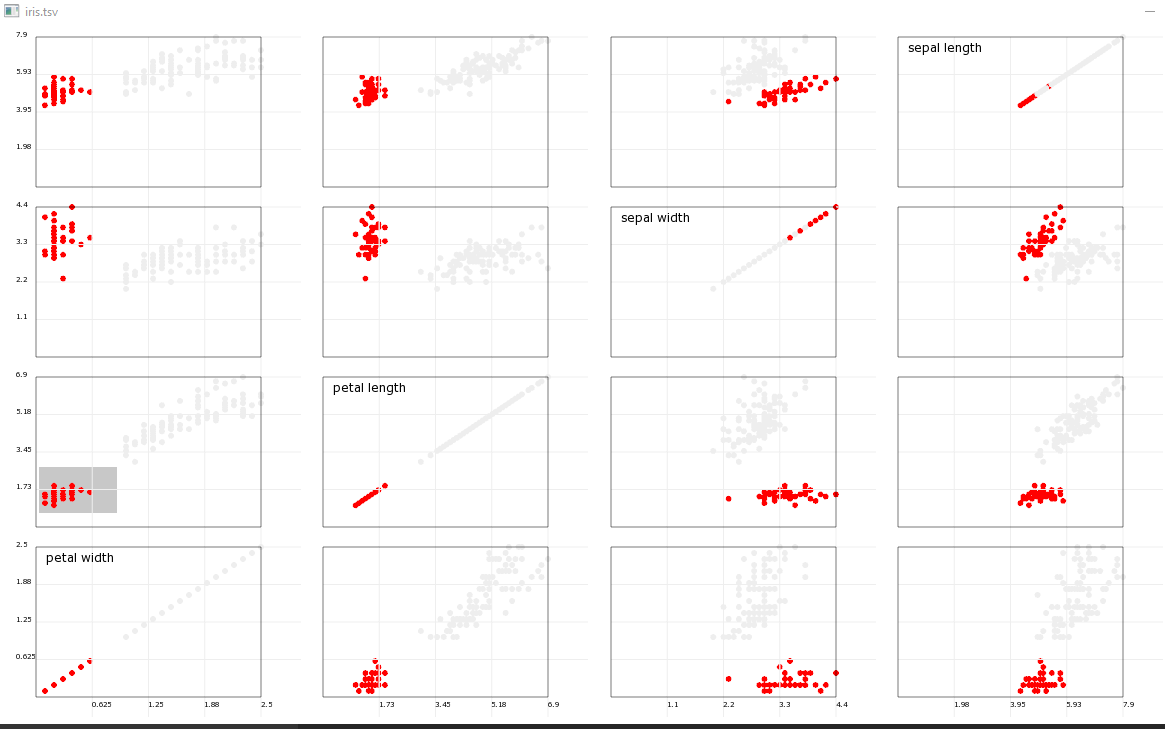 iris.tsv
7.9
sepal length
5.93
3.95
1.98
4.4
sepal width
3.3
2.2
1.1
6.9
petal length
5.18
3.45
1.73
2.5
petal width
1.88
1.25
0.625
0.625 1.25 1.88 2.5 1.73 3.45 5.18 6.9 1.1 2.2 3.3 4.4 1.98 3.95 5.93 7.9